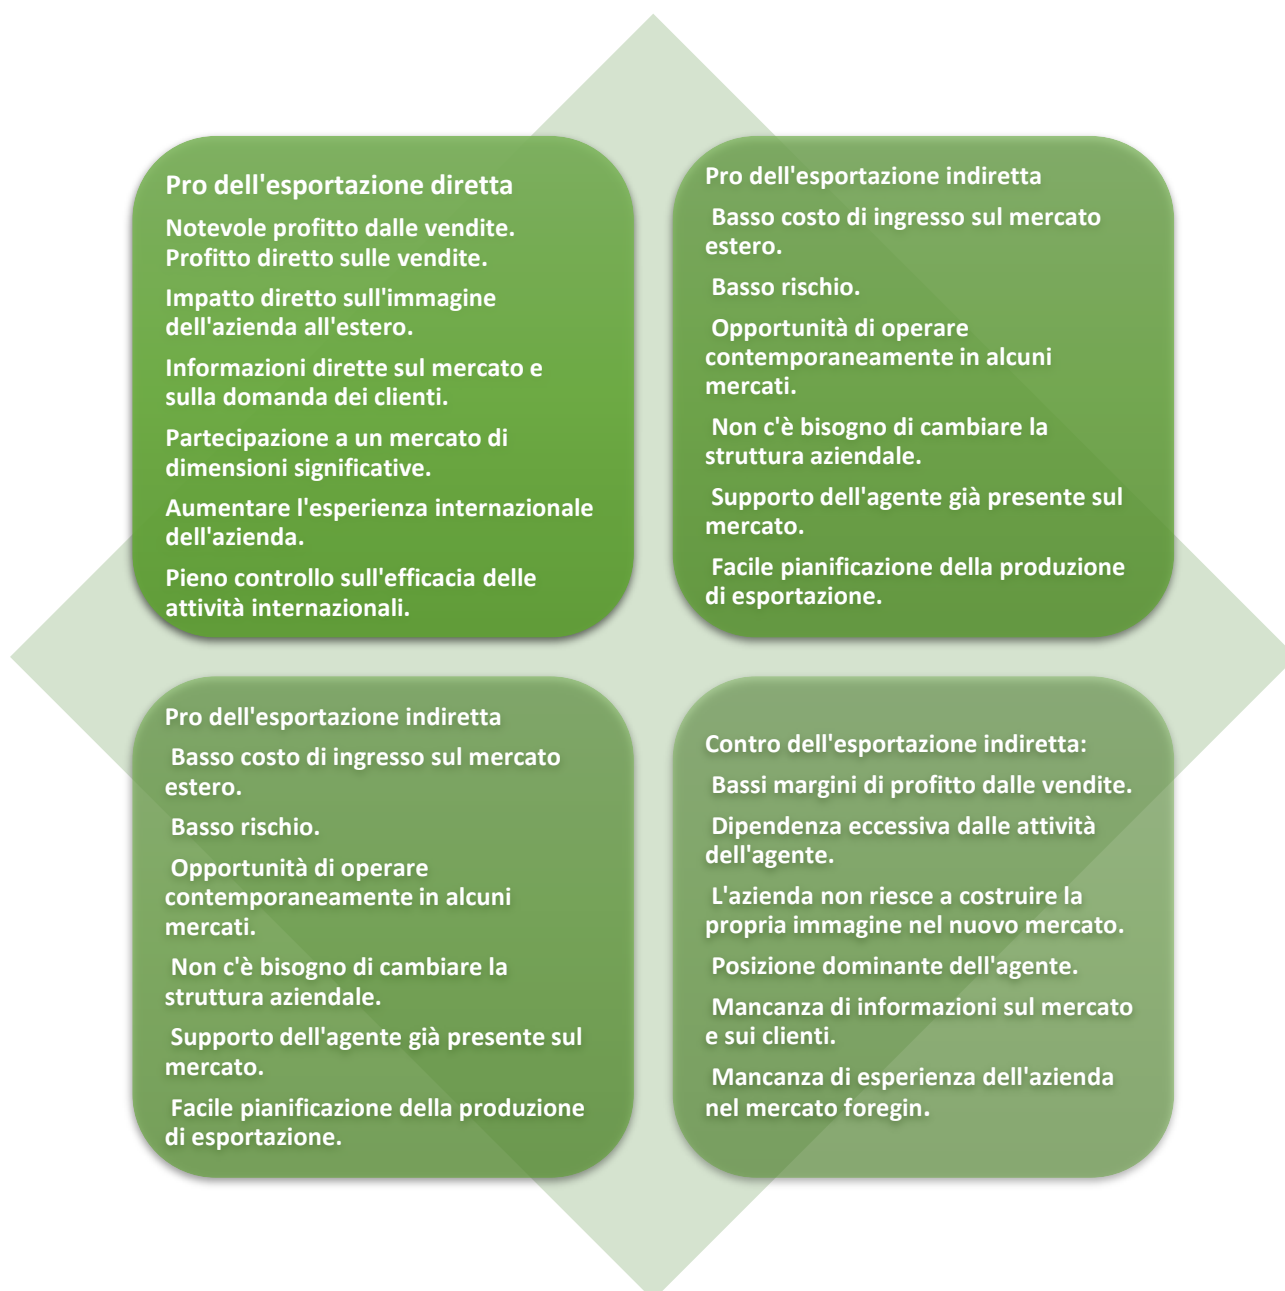 Pro dell'esportazione diretta
Notevole profitto dalle vendite.
Profitto diretto sulle vendite.
Impatto diretto sull'immagine
dell'azienda all'estero.
Informazioni dirette sul mercato e
sulla domanda dei clienti.
Partecipazione a un mercato di
dimensioni significative.
Aumentare l'esperienza internazionale
dell'azienda.
Pieno controllo sull'efficacia delle
attività internazionali.
Pro dell'esportazione indiretta
Basso costo di ingresso sul mercato
estero.
Basso rischio.
Opportunità di operare
contemporaneamente in alcuni
mercati.
Non c'è bisogno di cambiare la
struttura aziendale.
Supporto dell'agente già presente sul
mercato.
Facile pianificazione della produzione
di esportazione.
Pro dell'esportazione indiretta
Basso costo di ingresso sul mercato
estero.
Basso rischio.
Opportunità di operare
contemporaneamente in alcuni
mercati.
Non c'è bisogno di cambiare la
struttura aziendale.
Supporto dell'agente già presente sul
mercato.
Facile pianificazione della produzione
di esportazione.
Contro dell'esportazione indiretta:
Bassi margini di profitto dalle vendite.
Dipendenza eccessiva dalle attività
dell'agente.
L'azienda non riesce a costruire la
propria immagine nel nuovo mercato.
Posizione dominante dell'agente.
Mancanza di informazioni sul mercato
e sui clienti.
Mancanza di esperienza dell'azienda
nel mercato foregin.